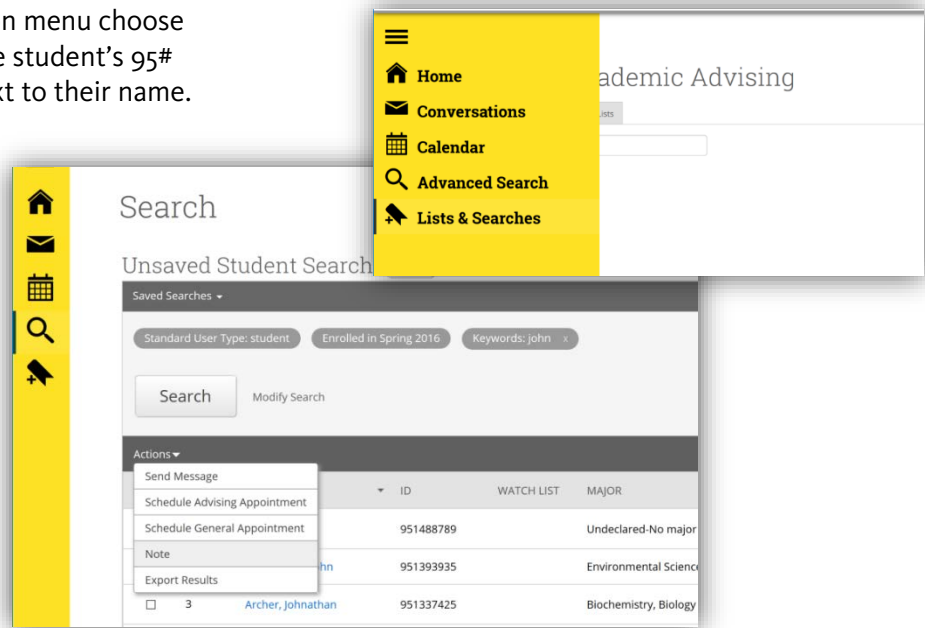 n menu choose
e student's 95#
xt to their name.
Home
ademic Advising
Conversations
Lists
Calendar
Advanced Search
Lists & Searches
Search
Unsaved Student Search
Saved Searches
Standard User Type: student Enrolled in Spring 2016 Keywords: john x
Search Modify Search
Actions
Send Message
ID WATCH LIST MAJOR
Schedule Advising Appointment
Schedule General Appointment
951488789 Undeclared-No major
Note
hn 951393935 Environmental Science
Export Results
3 Archer, Johnathan 951337425 Biochemistry, Biology